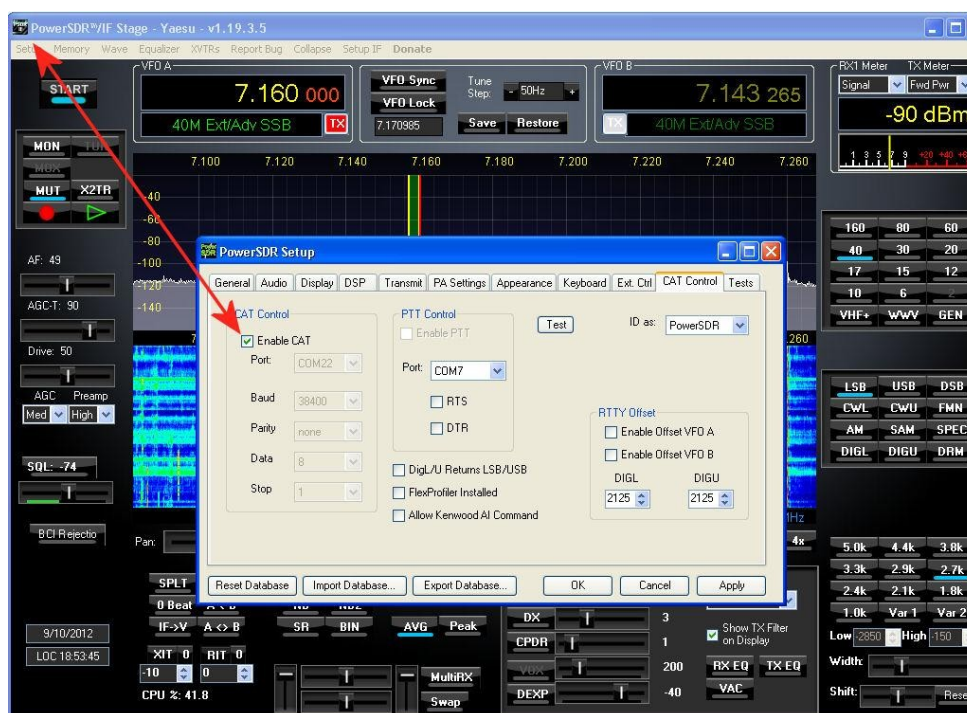 PowerSDR™/IF Stage - Yaesu - v1.19.3.5
Memory Wave Equalizer XVTRs Report Bug Collapse Setup IF Donate
START
VFO A
7.160 000
40M Ext/Adv SSB TX
VFO Sync
VFO Lock
Tune
Step:
- 50Hz +
7.170985 Save Restore
VFO B
7.143 265
TX 40M Ext/Adv SSB
RX1 Meter TX Meter
Signal Fwd Pwr
-90 dBm
1 3 5 7 9 +20 +40
MON
MUT X2TR
7.100 7.120 7.140 7.160 7.180 7.200 7.220 7.240 7.260
-40
-60
-80
-100
-140
AF: 49
AGC-T: 90
Drive: 50
AGC Preamp
Med High
SQL: -74
BCI Rejectio
9/10/2012
LOC 18:53:45
PowerSDR Setup
General Audio Display DSP Transmit PA Settings Appearance Keyboard Ext. Ctrl CAT Control Tests
CAT Control
Enable CAT
Port: COM22
Baud 38400
Parity none
Data 8
Stop 1
PTT Control
Enable PTT
Port: COM7
RTS
DTR
DigL/U Returns LSB/USB
FlexProfiler Installed
Allow Kenwood AI Command
Test
ID as: PowerSDR
RTTY Offset
Enable Offset VFO A
Enable Offset VFO B
DIGL DIGU
2125 2125
Reset Database Import Database... Export Database... OK Cancel Apply
160 80 60
40 30 20
17 15 12
10 6 2
VHF+ WWV GEN
LSB USB DSB
CWL CWU FMN
AM SAM SPEC
DIGL DIGU DRM
5.0k 4.4k 3.8k
3.3k 2.9k 2.7k
2.4k 2.1k 1.8k
1.0k Var 1 Var 2
Low -2850 High -150
Width:
Shift: Rese
Pan:
4x
SPLT
0 Beat
IF->V A <> B
XIT 0 RIT 0
-10 0
CPU %: 41.8
SR BIN AVG Peak
MultiRX
Swap
DX 3
CPDR 1
VOX 200
DEXP -40
Show TX Filter
on Display
RX EQ TX EQ
VAC